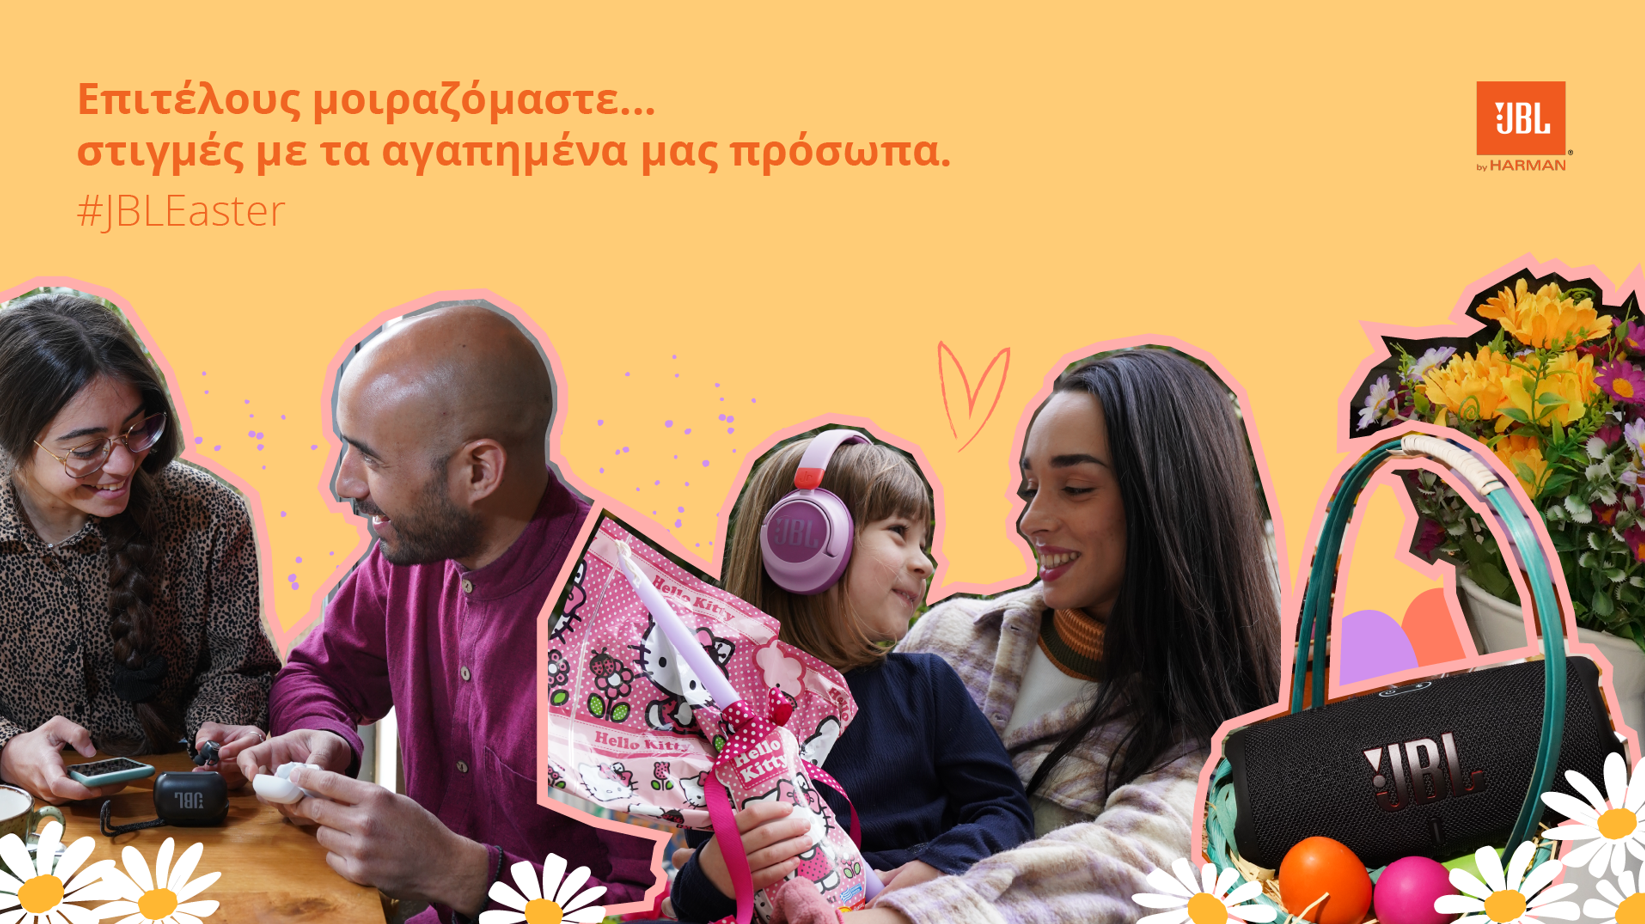 Επιτέλους μοιραζόμαστε...
στιγμές με τα αγαπημένα μας πρόσωπα.
#JBLEaster
JBL
by HARMAN®
JBL
Hello Kitty
Hello Kitty
Hello
Kitty
JBL
JBL